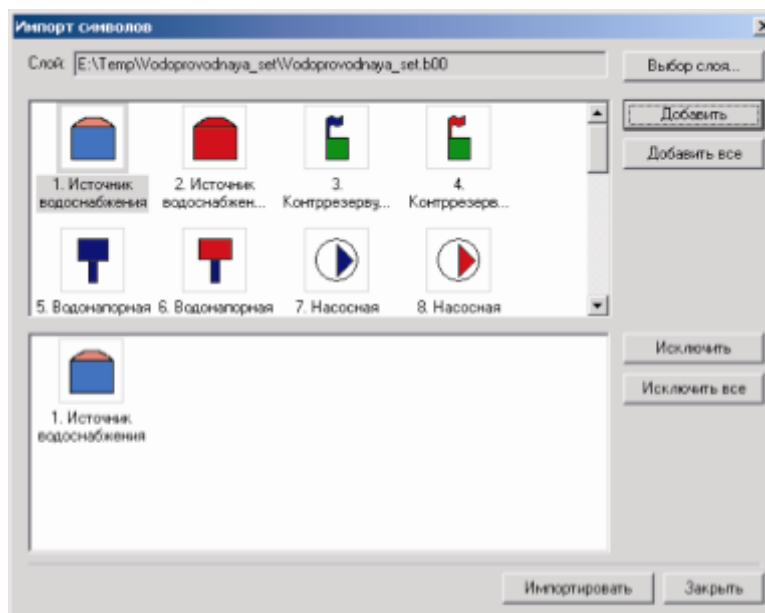 Импорт символов
Слой: E:\Temp\Vodoprovodnaya_set\Vodoprovodnaya_set.b00
Выбор слоя...
Добавить
Добавить все
1. Источник
водоснабжения
2. Источник
водоснабжен...
3.
Контррезерву...
4.
Контррезерв...
5. Водонапорная
6. Водонапорная
7. Насосная
8. Насосная
Исключить
Исключить все
1. Источник
водоснабжения
Импортировать
Закрыть